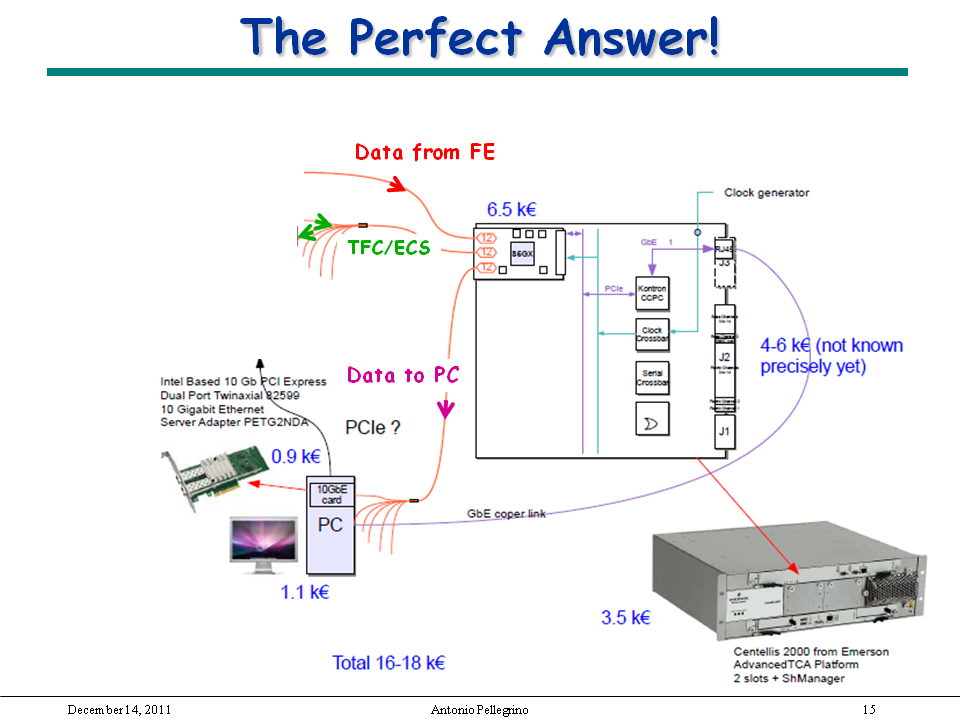 The Perfect Answer!
Data from FE
Clock generator
6.5 k€
TFC/ECS
12
12
12
S5GX
GbE 1
RJ45
J3
PCIe
Kontron
CCPC
Clock
Crossbar
Serial
Crossbar
J2
J1
4-6 k€ (not known
precisely yet)
Data to PC
Intel Based 10 Gb PCI Express
Dual Port Twinaxial 82599
10 Gigabit Ethernet
Server Adapter PETG2NDA
PCIe ?
0.9 k€
10GbE
card
PC
GbE coper link
1.1 k€
3.5 k€
Centellis 2000 from Emerson
AdvancedTCA Platform
2 slots + ShManager
Total 16-18 k€
December 14, 2011
Antonio Pellegrino
15